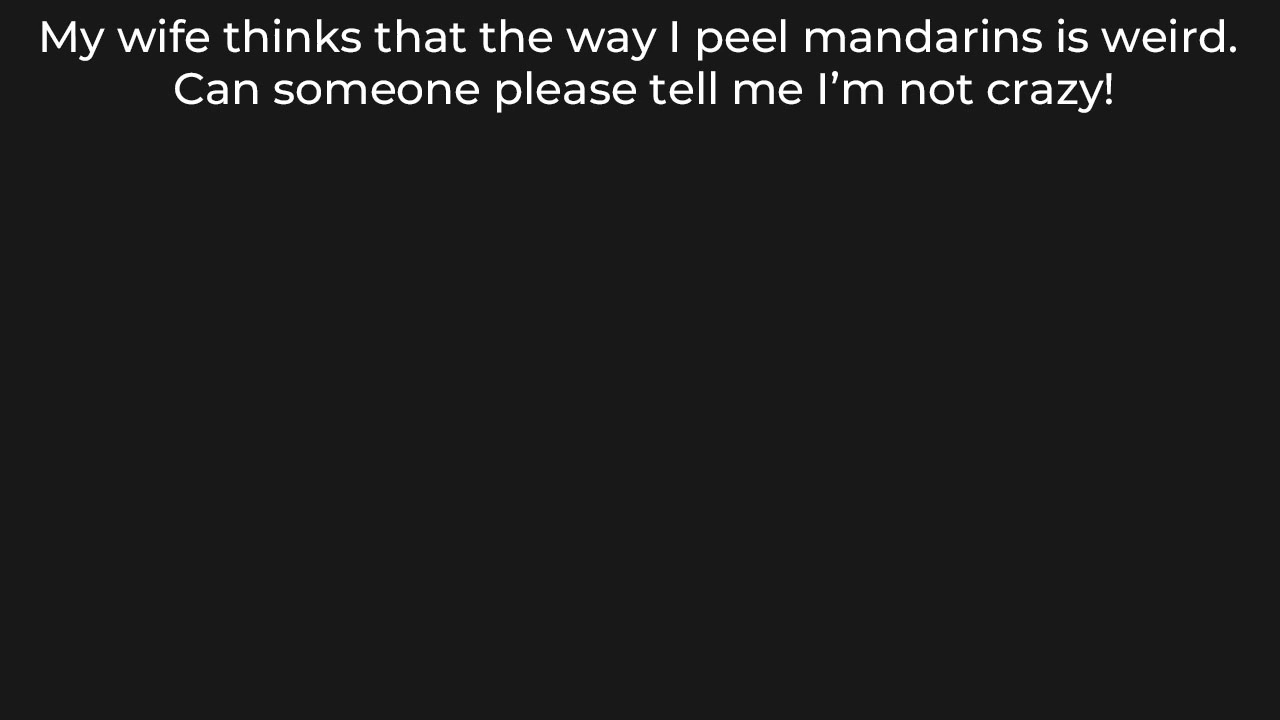 My wife thinks that the way I peel mandarins is weird.
Can someone please tell me I’m not crazy!